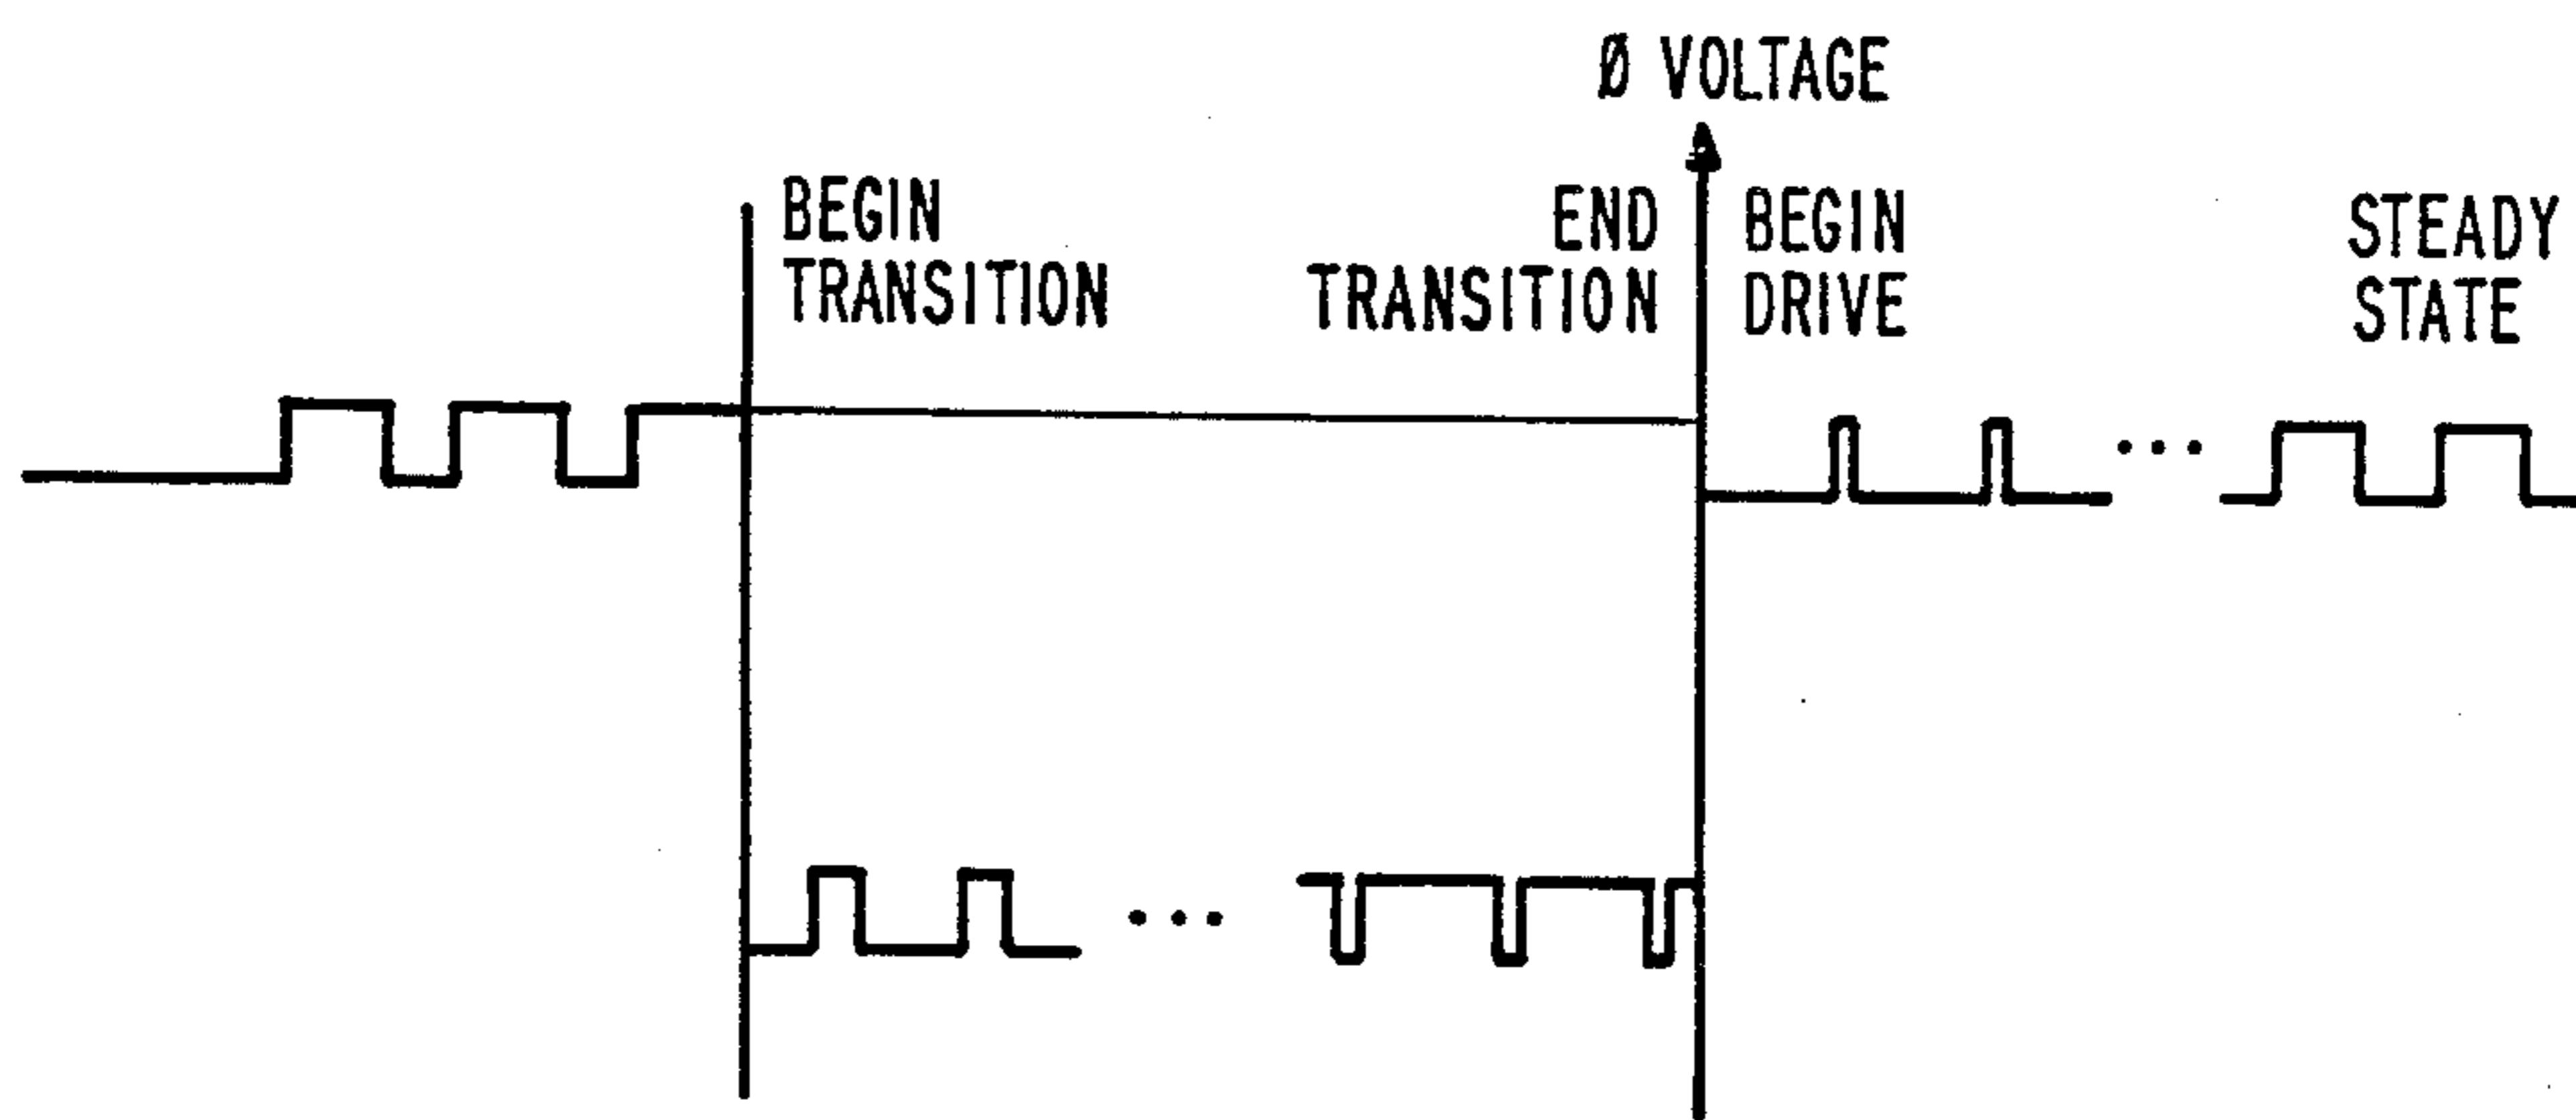 Ø VOLTAGE
BEGIN
TRANSITION
END
TRANSITION
BEGIN
DRIVE
STEADY
STATE